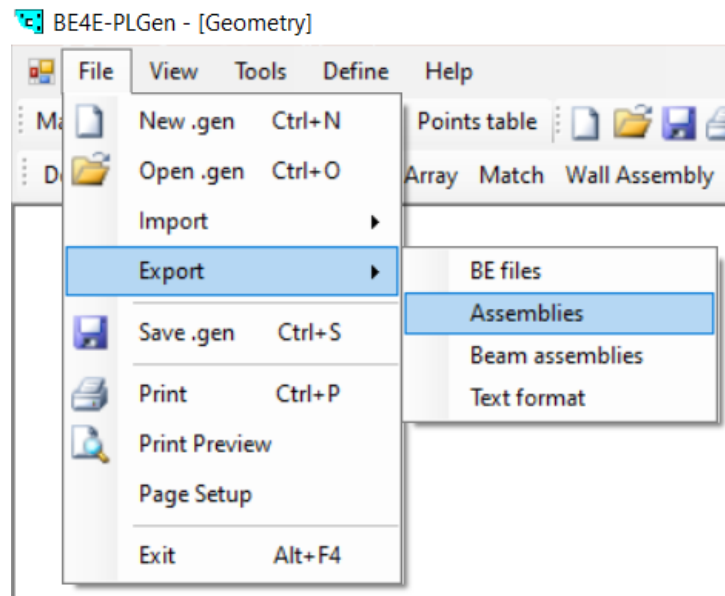 BE4E-PLGen - [Geometry]
File View Tools Define Help
Points table
Array Match Wall Assembly
New .gen Ctrl+N
Open .gen Ctrl+O
Import
Export
Save .gen Ctrl+S
Print Ctrl+P
Print Preview
Page Setup
Exit Alt+F4
BE files
Assemblies
Beam assemblies
Text format